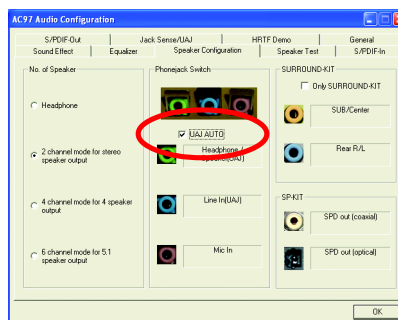 AC97 Audio Configuration
S/PDIF-Out
Jack Sense/UAJ
HRTF Demo
General
Sound Effect
Equalizer
Speaker Configuration
Speaker Test
S/PDIF-In
No. of Speaker
Headphone
2 channel mode for stereo
speaker output
4 channel mode for 4 speaker
output
6 channel mode for 5.1
speaker output
Phonejack Switch
UAJ AUTO
Headphone /
Speaker(UAJ)
Line In(UAJ)
Mic In
SURROUND-KIT
Only SURROUND-KIT
SUB/Center
Rear R/L
SP-KIT
SPD out (coaxial)
SPD out (optical)
OK